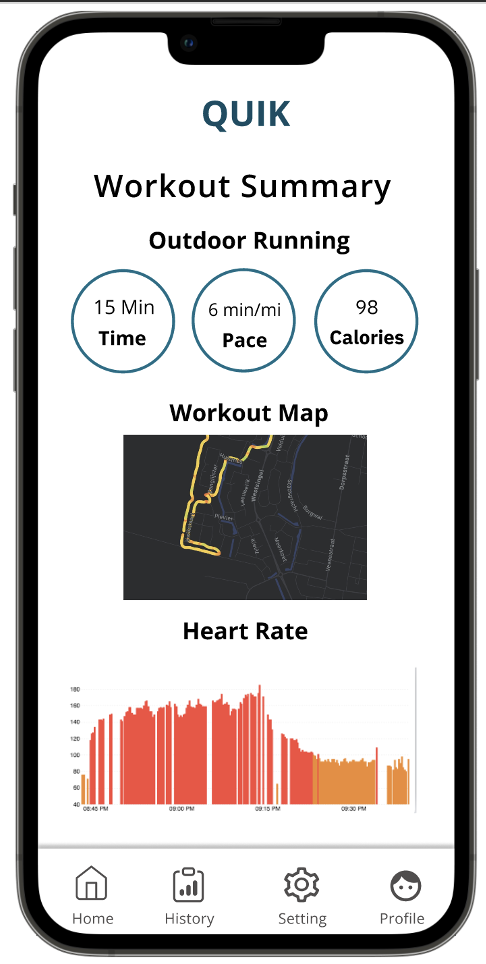 QUIK
Workout Summary
Outdoor Running
15 Min
Time
6 min/mi
Pace
98
Calories
Workout Map
Heart Rate
180
160
140
120
100
80
60
40
08:45 PM 09:00 PM 09:15 PM 09:30 PM
Home History Setting Profile